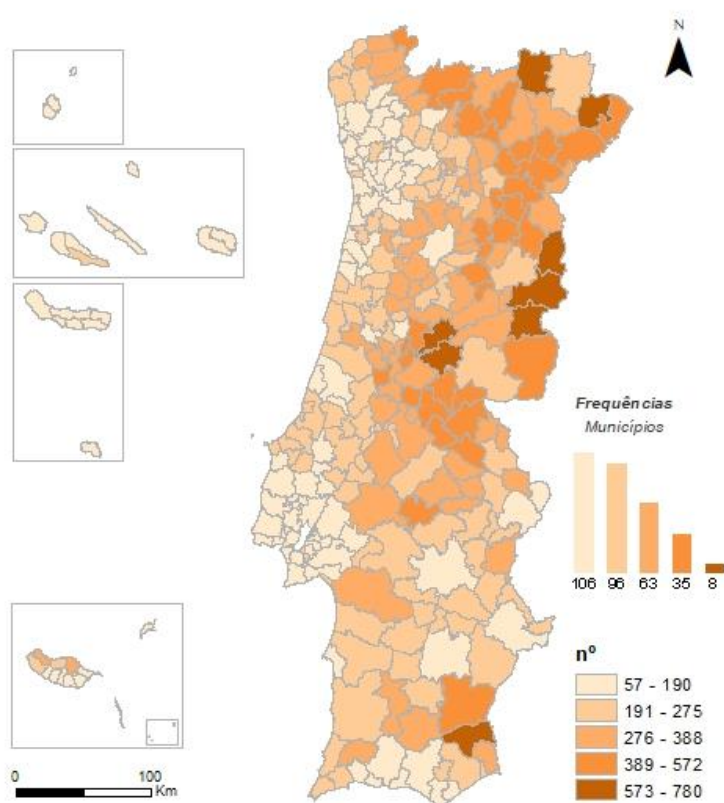 N
Frequências
Municípios
106 96 63 35 8
nº
57 - 190
191 - 275
276 - 388
389 - 572
573 - 780
0 100
Km